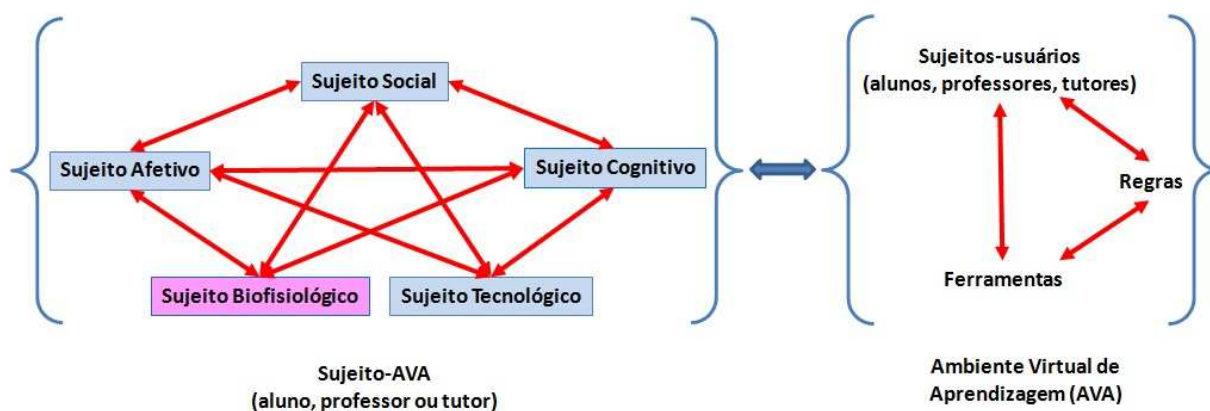 Sujeito Social
Sujeito Afetivo
Sujeito Cognitivo
Sujeito Biofisiológico
Sujeito Tecnológico
Sujeito-AVA
(aluno, professor ou tutor)
Sujeitos-usuários
(alunos, professores, tutores)
Regras
Ferramentas
Ambiente Virtual de
Aprendizagem (AVA)